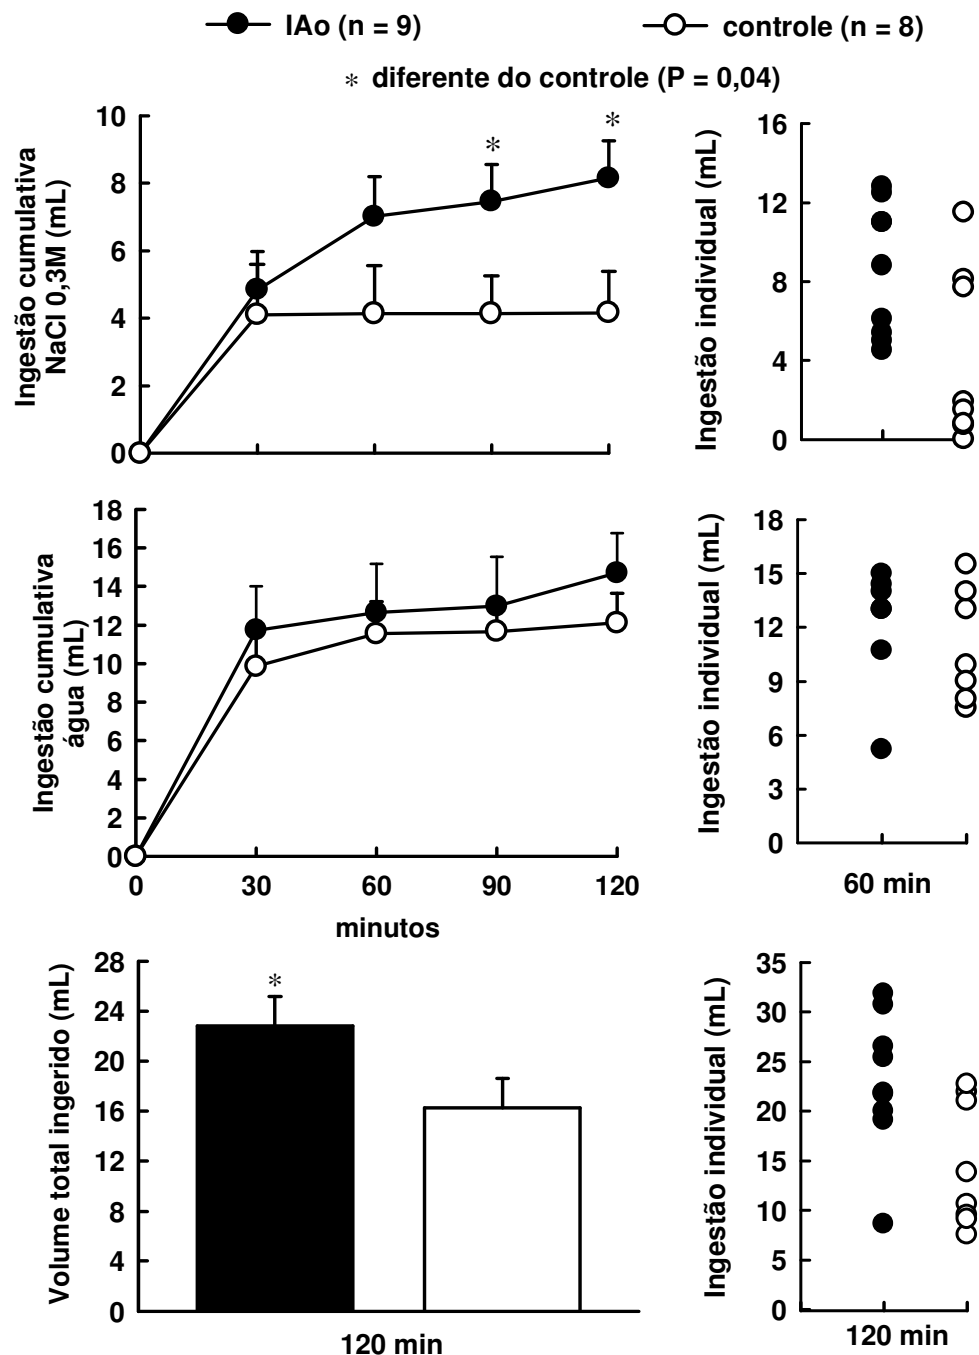 IAo (n = 9)
controle (n = 8)
* diferente do controle (P = 0,04)
Ingestão cumulativa
NaCl 0,3M (mL)
10
8
6
4
2
0
*
*
Ingestão individual (mL)
16
12
8
4
0
Ingestão cumulativa
água (mL)
18
16
14
12
10
8
6
4
2
0
0 30 60 90 120
minutos
Ingestão individual (mL)
18
15
12
9
6
3
0
60 min
Volume total ingerido (mL)
28
24
20
16
12
8
4
0
*
120 min
Ingestão individual (mL)
35
30
25
20
15
10
5
0
120 min